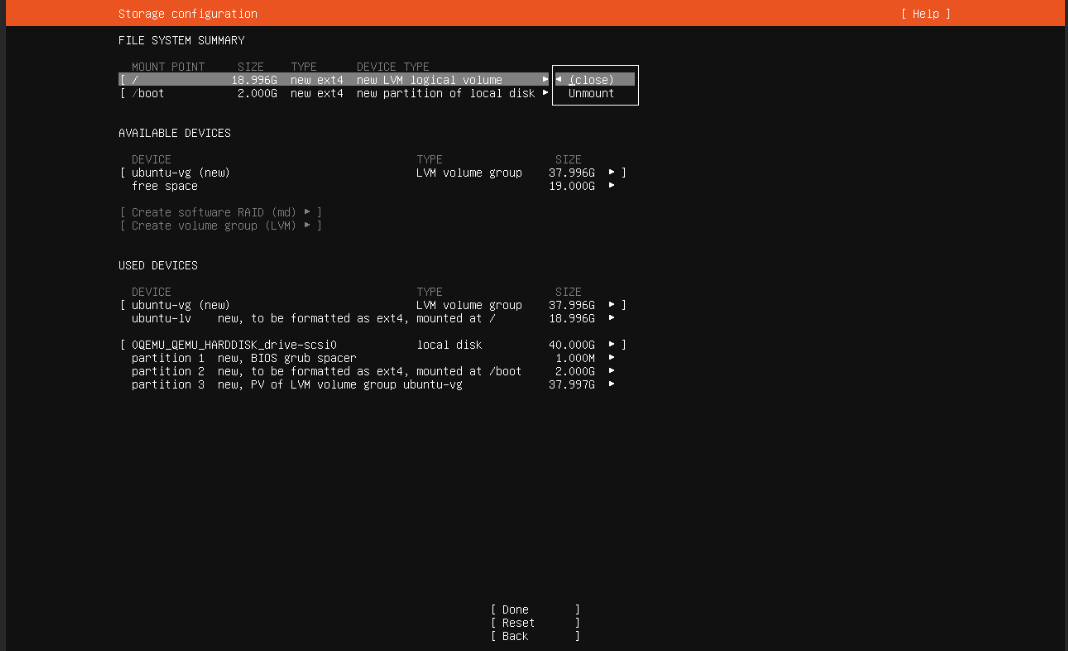 Storage configuration [ Help ]
FILE SYSTEM SUMMARY
MOUNT POINT SIZE TYPE DEVICE TYPE
[ / 18.996G new ext4 new LVM logical volume ▸ ◂ (close)
[ /boot 2.000G new ext4 new partition of local disk ▸ Unmount
AVAILABLE DEVICES
DEVICE TYPE SIZE
[ ubuntu-vg (new) LVM volume group 37.996G ▸ ]
free space 19.000G ▸
[ Create software RAID (md) ▸ ]
[ Create volume group (LVM) ▸ ]
USED DEVICES
DEVICE TYPE SIZE
[ ubuntu-vg (new) LVM volume group 37.996G ▸ ]
ubuntu-lv new, to be formatted as ext4, mounted at / 18.996G ▸
[ 0QEMU_QEMU_HARDDISK_drive-scsi0 local disk 40.000G ▸ ]
partition 1 new, BIOS grub spacer 1.000M ▸
partition 2 new, to be formatted as ext4, mounted at /boot 2.000G ▸
partition 3 new, PV of LVM volume group ubuntu-vg 37.997G ▸
[ Done ]
[ Reset ]
[ Back ]